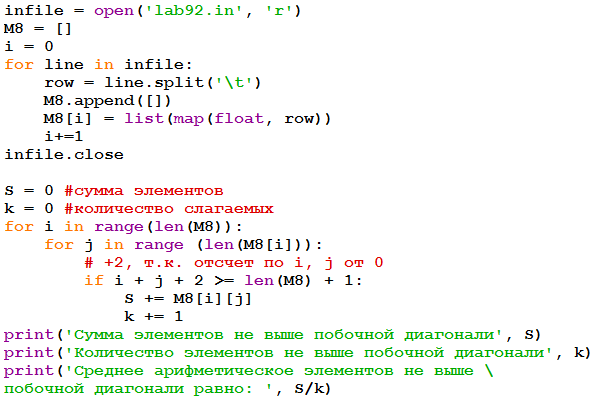 infile = open('lab92.in', 'r')
M8 = []
i = 0
for line in infile:
    row = line.split('\t')
    M8.append([])
    M8[i] = list(map(float, row))
    i+=1
infile.close

S = 0 #сумма элементов
k = 0 #количество слагаемых
for i in range(len(M8)):
    for j in range (len(M8[i])):
        # +2, т.к. отсчет по i, j от 0
        if i + j + 2 >= len(M8) + 1:
            S += M8[i][j]
            k += 1
print('Сумма элементов не выше побочной диагонали', S)
print('Количество элементов не выше побочной диагонали', k)
print('Среднее арифметическое элементов не выше \
побочной диагонали равно: ', S/k)